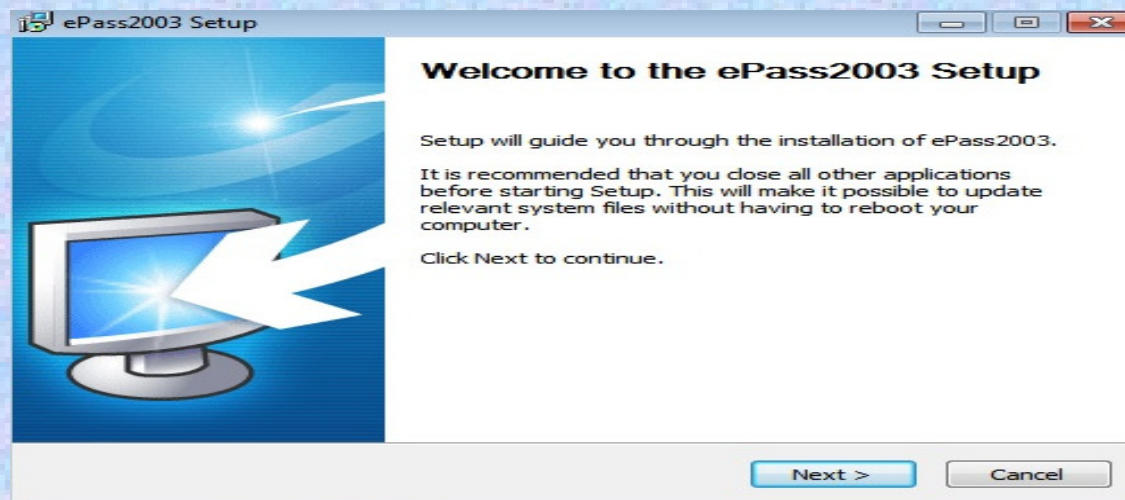 ePass2003 Setup
Welcome to the ePass2003 Setup
Setup will guide you through the installation of ePass2003.
It is recommended that you close all other applications
before starting Setup. This will make it possible to update
relevant system files without having to reboot your
computer.
Click Next to continue.
Next >
Cancel